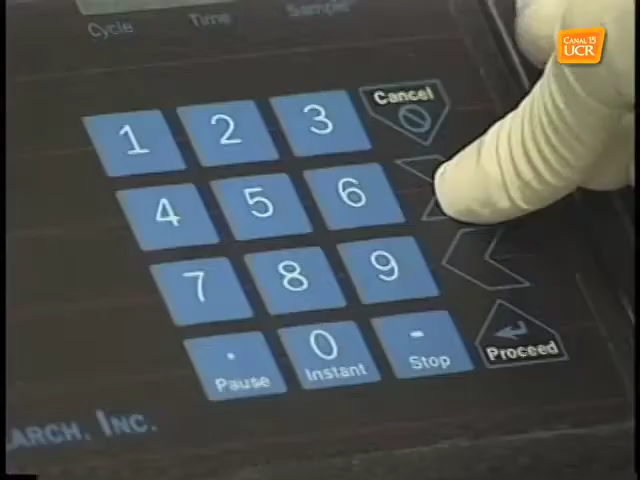 Cycle Time Sample
CANAL 15
UCR
1 2 3 Cancel
4 5 6
7 8 9
. 0 - Proceed
Pause Instant Stop
ARCH, INC.